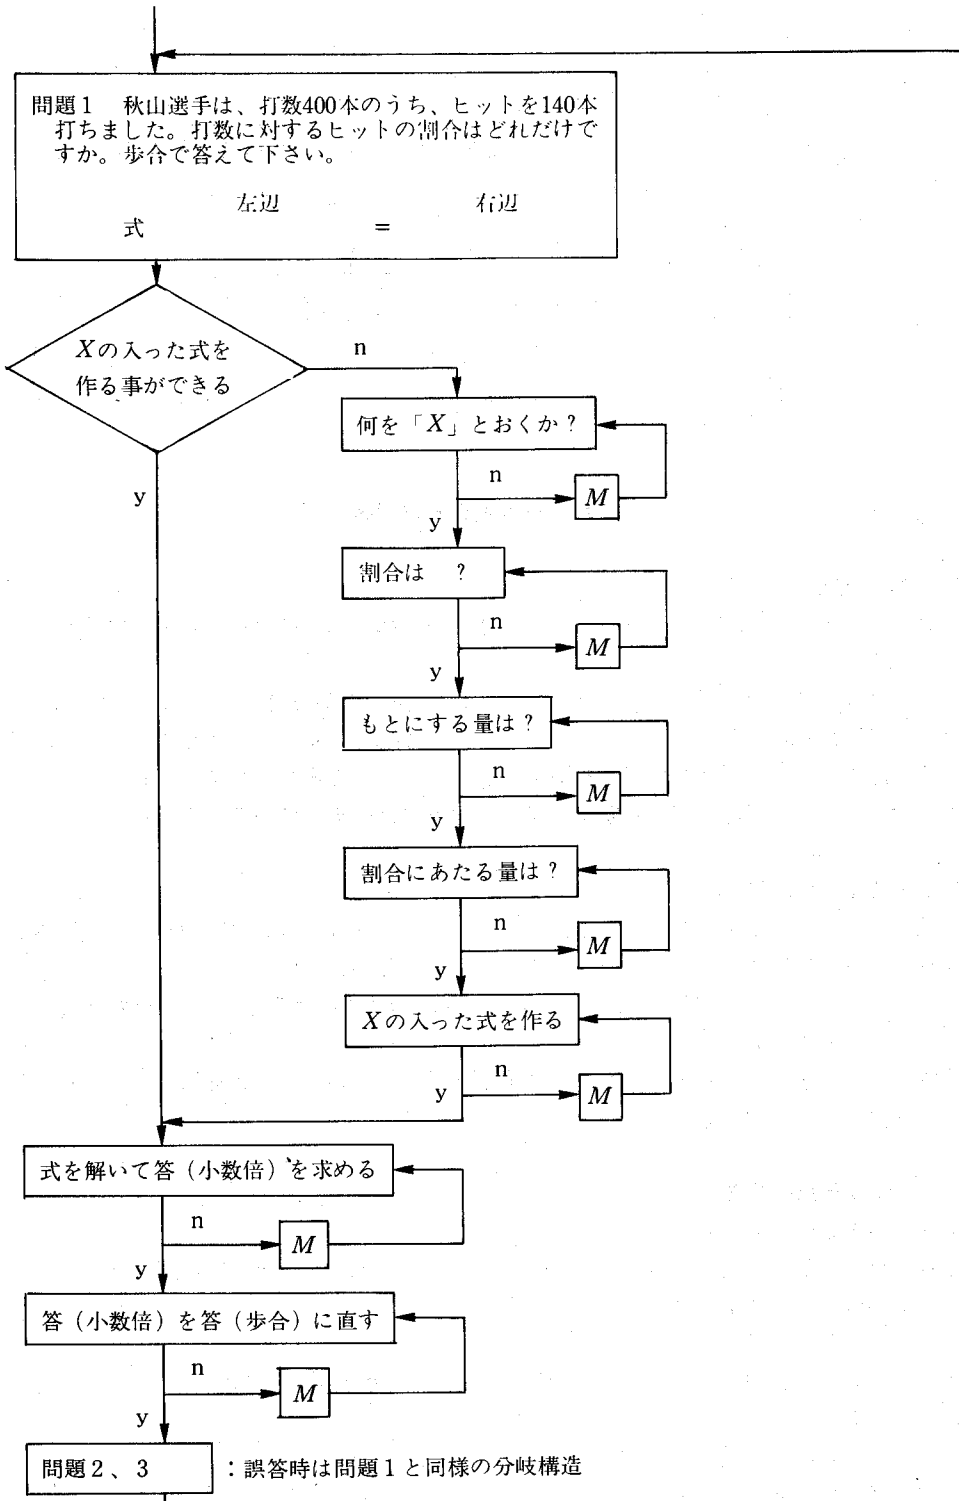 問題1　秋山選手は、打数400本のうち、ヒットを140本
打ちました。打数に対するヒットの割合はどれだけで
すか。歩合で答えて下さい。
左辺　右辺
式　＝
Xの入った式を
作る事ができる
n
y
何を「X」とおくか？
n
M
y
割合は　？
n
M
y
もとにする量は？
n
M
y
割合にあたる量は？
n
M
y
Xの入った式を作る
n
M
y
式を解いて答（小数倍）を求める
n
M
y
答（小数倍）を答（歩合）に直す
n
M
y
問題2、3　：誤答時は問題1と同様の分岐構造